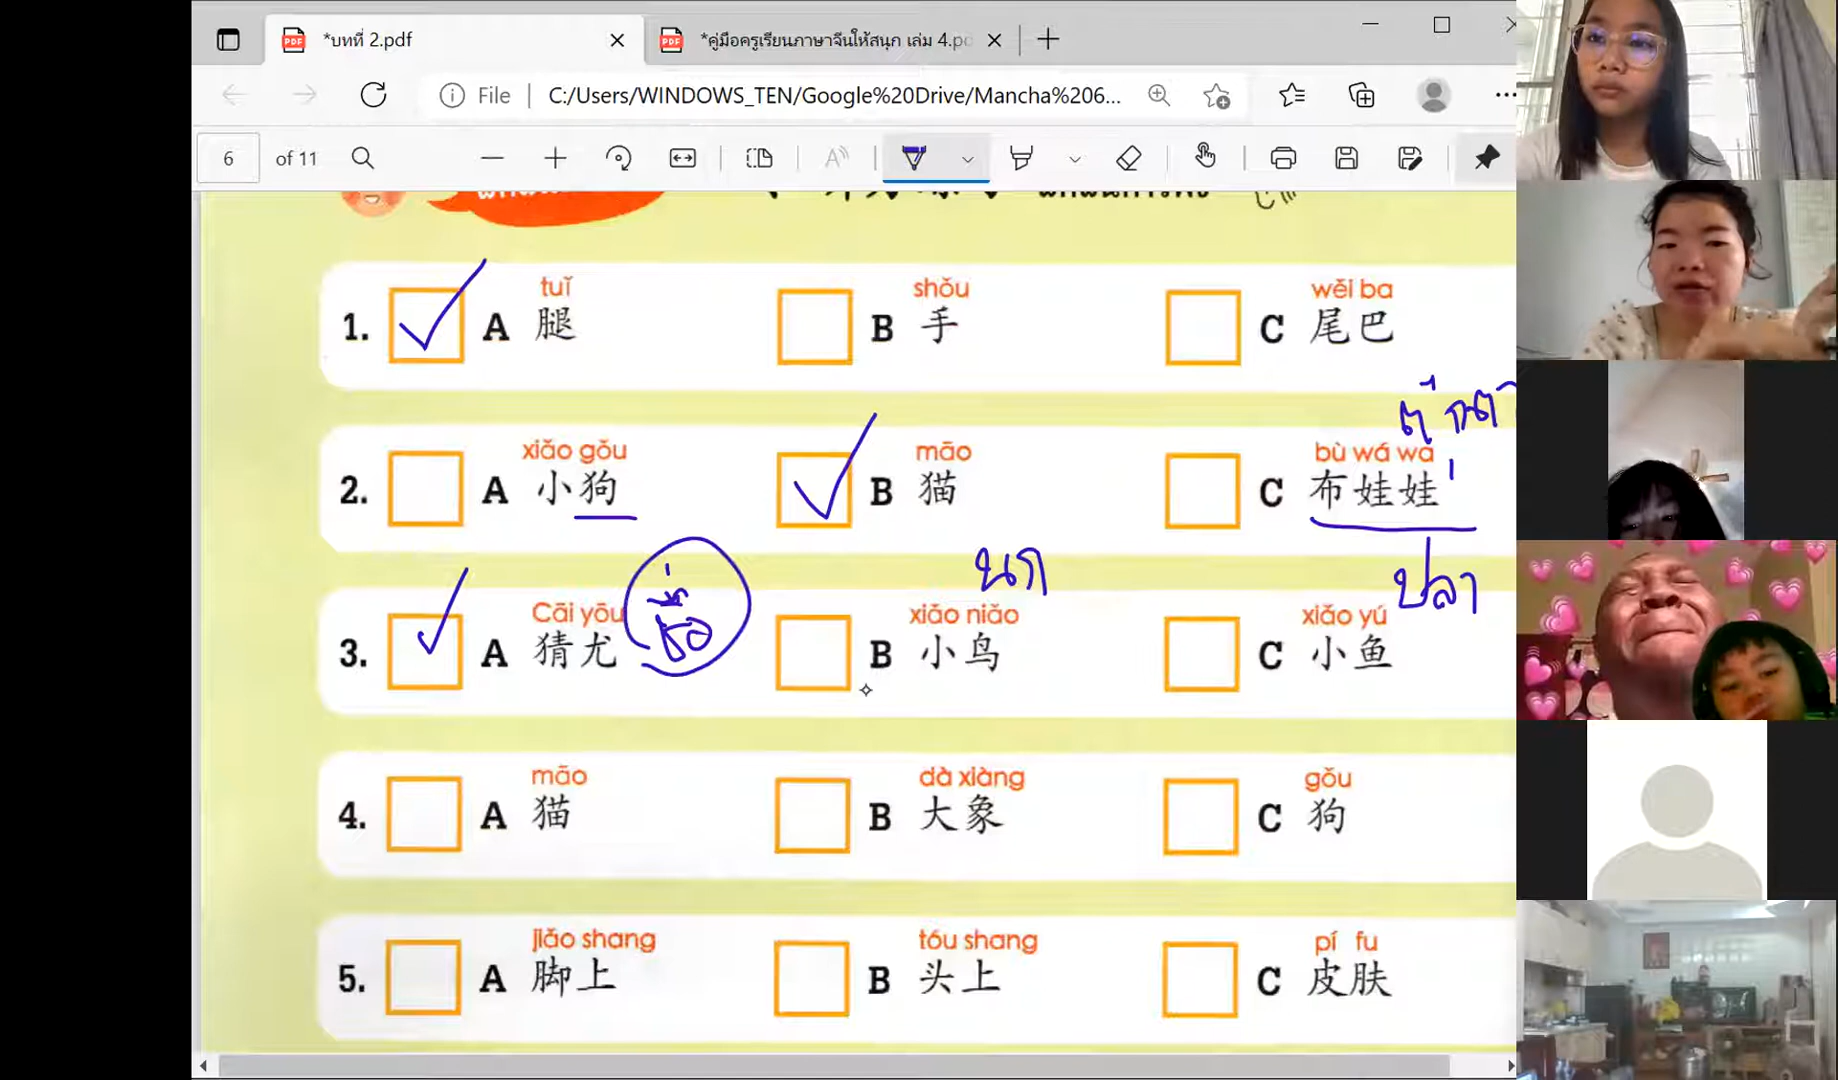 *บทที่ 2.pdf
*คู่มือครูเรียนภาษาจีนให้สนุก เล่ม 4.pd
File C:/Users/WINDOWS_TEN/Google%20Drive/Mancha%206...
6 of 11
tuǐ shǒu wěi ba
1. A 腿 B 手 C 尾巴
ตุ๊กตา
xiǎo gǒu māo bù wá wa
2. A 小狗 B 猫 C 布娃娃
ชื่อ นก ปลา
Cāi yóu xiǎo niǎo xiǎo yú
3. A 猜尤 B 小鸟 C 小鱼
māo dà xiàng gǒu
4. A 猫 B 大象 C 狗
jiǎo shang tóu shang pí fu
5. A 脚上 B 头上 C 皮肤